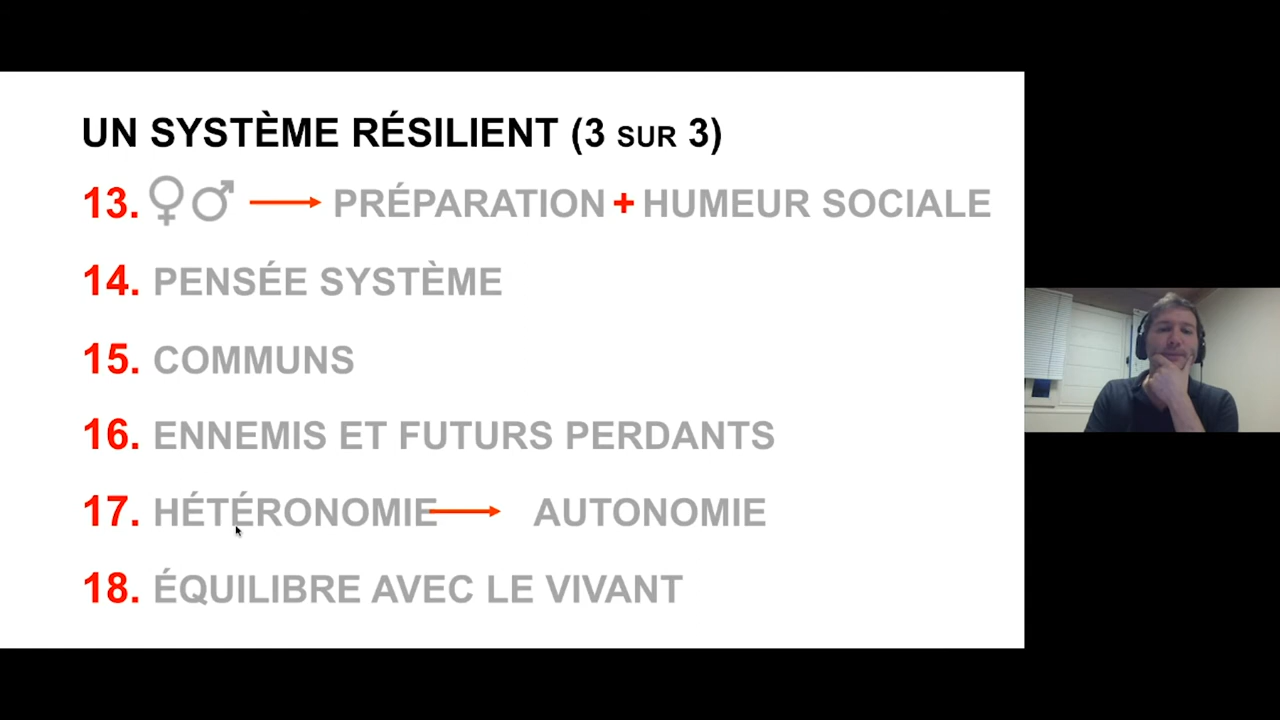 UN SYSTÈME RÉSILIENT (3 SUR 3)
13. ♀♂ → PRÉPARATION + HUMEUR SOCIALE
14. PENSÉE SYSTÈME
15. COMMUNS
16. ENNEMIS ET FUTURS PERDANTS
17. HÉTÉRONOMIE → AUTONOMIE
18. ÉQUILIBRE AVEC LE VIVANT